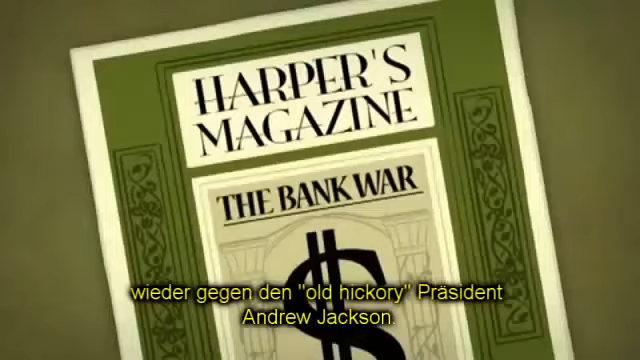 HARPER'S
MAGAZINE
THE BANK WAR
$
wieder gegen den "old hickory" Präsident
Andrew Jackson.